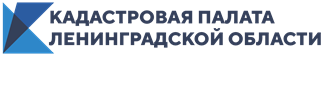 КАДАСТРОВАЯ ПАЛАТА
ЛЕНИНГРАДСКОЙ ОБЛАСТИ